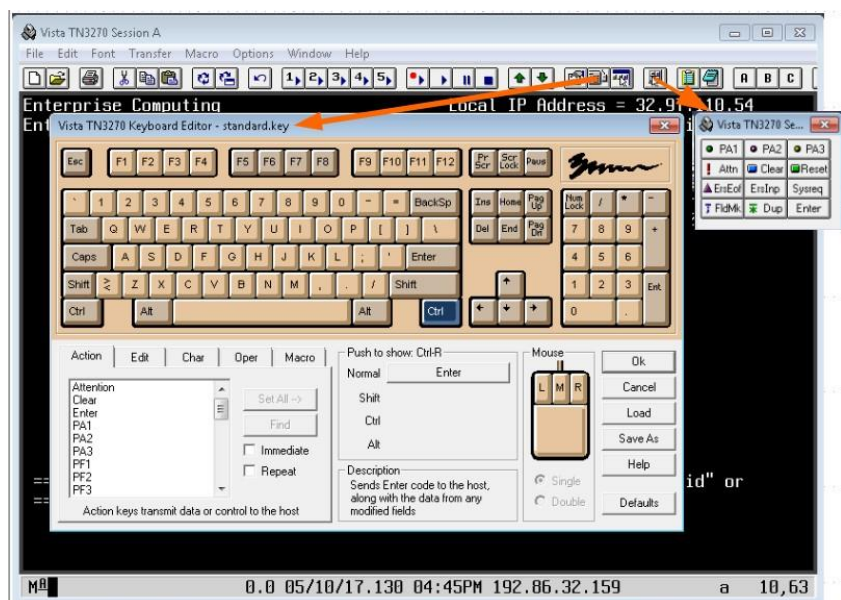 Vista TN3270 Session A
File Edit Font Transfer Macro Options Window Help
1 2 3 4 5 A B C
Enterprise Computing Local IP Address = 32.9 .10.54
Ent
Vista TN3270 Keyboard Editor - standard.key
Vista TN3270 Se...
PA1 PA2 PA3
! Attn Clear Reset
ErsEof ErsInp Sysreq
FldMk Dup Enter
Esc F1 F2 F3 F4 F5 F6 F7 F8 F9 F10 F11 F12 Pr Scr Scr Lock Paus
` 1 2 3 4 5 6 7 8 9 0 - = BackSp Ins Home Pag Up Num Lock / * -
Tab Q W E R T Y U I O P [ ] \ Del End Pag Dn 7 8 9 +
Caps A S D F G H J K L ; ' Enter 4 5 6
Shift Z X C V B N M , . / Shift 1 2 3 Ent
Ctrl Alt Alt Ctrl 0 .
Action Edit Char Oper Macro
Attention
Clear
Enter
PA1
PA2
PA3
PF1
PF2
PF3
Set All ->
Find
Immediate
Repeat
Action keys transmit data or control to the host
Push to show: Ctrl-R
Normal Enter
Shift
Ctrl
Alt
Description
Sends Enter code to the host,
along with the data from any
modified fields
Mouse
L M R
Single
Double
Ok
Cancel
Load
Save As
Help
Defaults
== id" or
==
MA 0.0 05/10/17.130 04:45PM 192.86.32.159 a 10,63